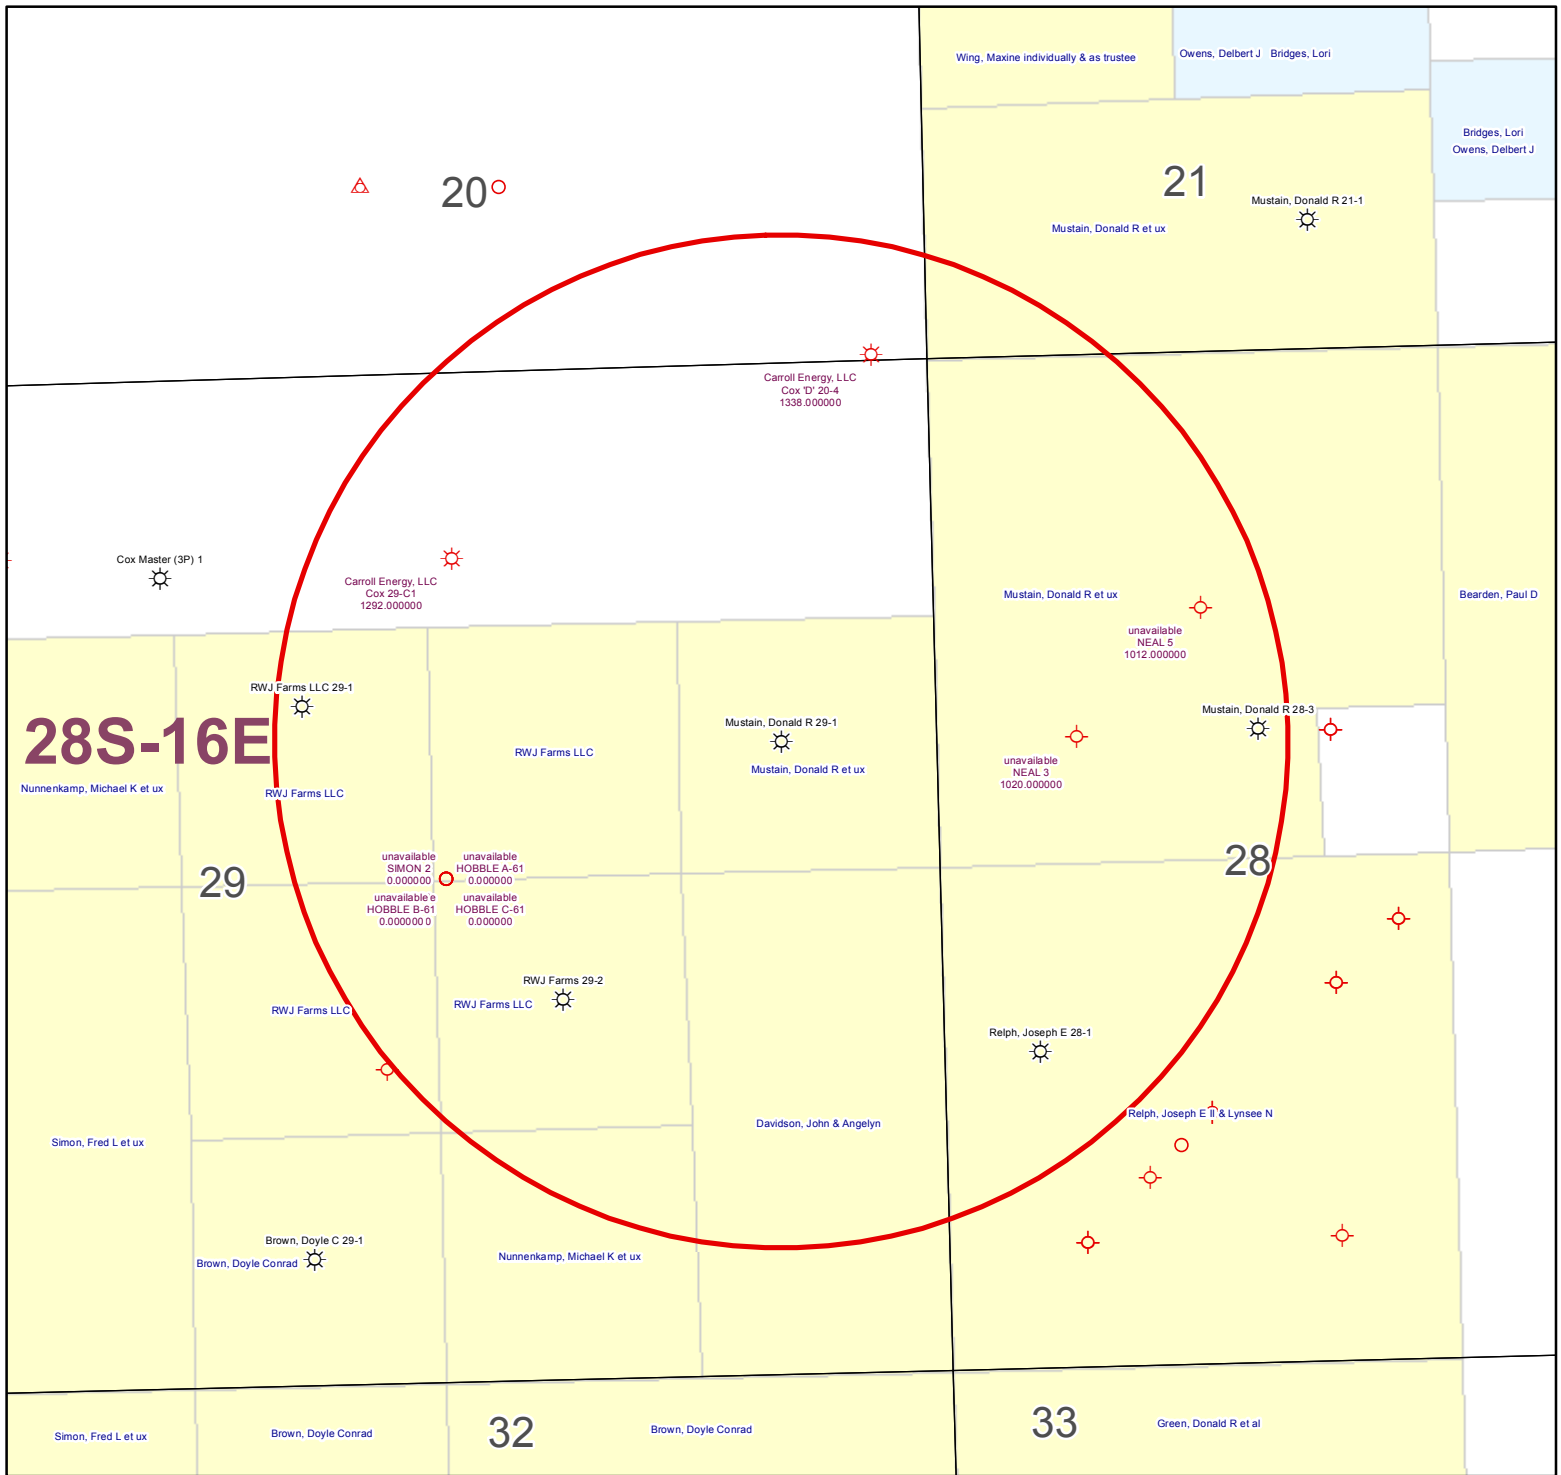 Wing, Maxine individually & as trustee
Owens, Delbert J   Bridges, Lori
Bridges, Lori
Owens, Delbert J
20
21
Mustain, Donald R 21-1
Mustain, Donald R et ux
Carroll Energy, LLC
Cox 'D' 20-4
1338.000000
Cox Master (3P) 1
Carroll Energy, LLC
Cox 29-C1
1292.000000
Mustain, Donald R et ux
Bearden, Paul D
unavailable
NEAL 5
1012.000000
RWJ Farms LLC 29-1
28S-16E
Mustain, Donald R 29-1
Mustain, Donald R 28-3
RWJ Farms LLC
Mustain, Donald R et ux
unavailable
NEAL 3
1020.000000
Nunnenkamp, Michael K et ux
RWJ Farms LLC
29
28
unavailable
SIMON 2
0.000000
unavailable
HOBBLE A-61
0.000000
unavailable e
HOBBLE B-61
0.000000 0
unavailable
HOBBLE C-61
0.000000
RWJ Farms 29-2
RWJ Farms LLC
RWJ Farms LLC
Relph, Joseph E 28-1
Relph, Joseph E II & Lynsee N
Davidson, John & Angelyn
Simon, Fred L et ux
Brown, Doyle C 29-1
Brown, Doyle Conrad
Nunnenkamp, Michael K et ux
32
33
Simon, Fred L et ux
Brown, Doyle Conrad
Brown, Doyle Conrad
Green, Donald R et al